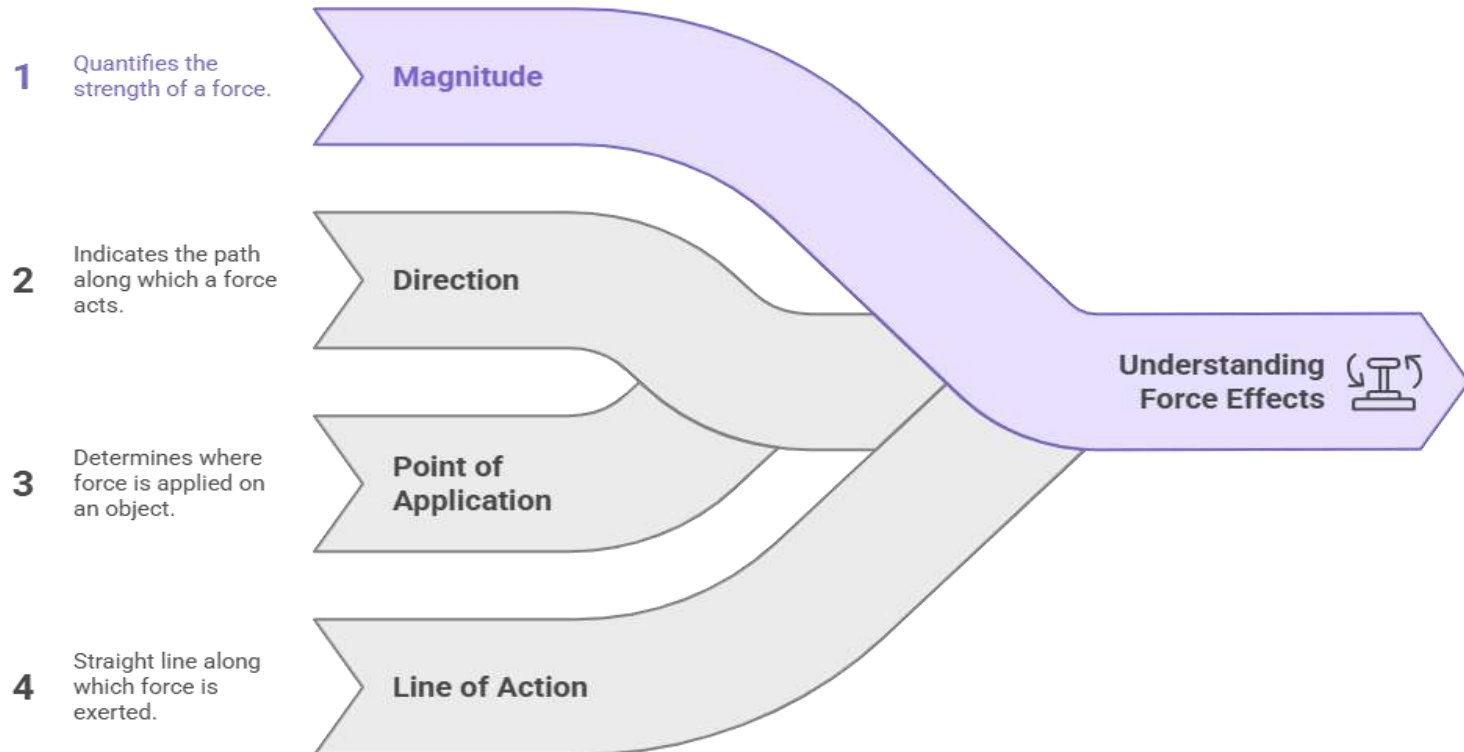 1
Quantifies the
strength of a force.
Magnitude
2
Indicates the path
along which a force
acts.
Direction
3
Determines where
force is applied on
an object.
Point of
Application
4
Straight line along
which force is
exerted.
Line of Action
Understanding
Force Effects